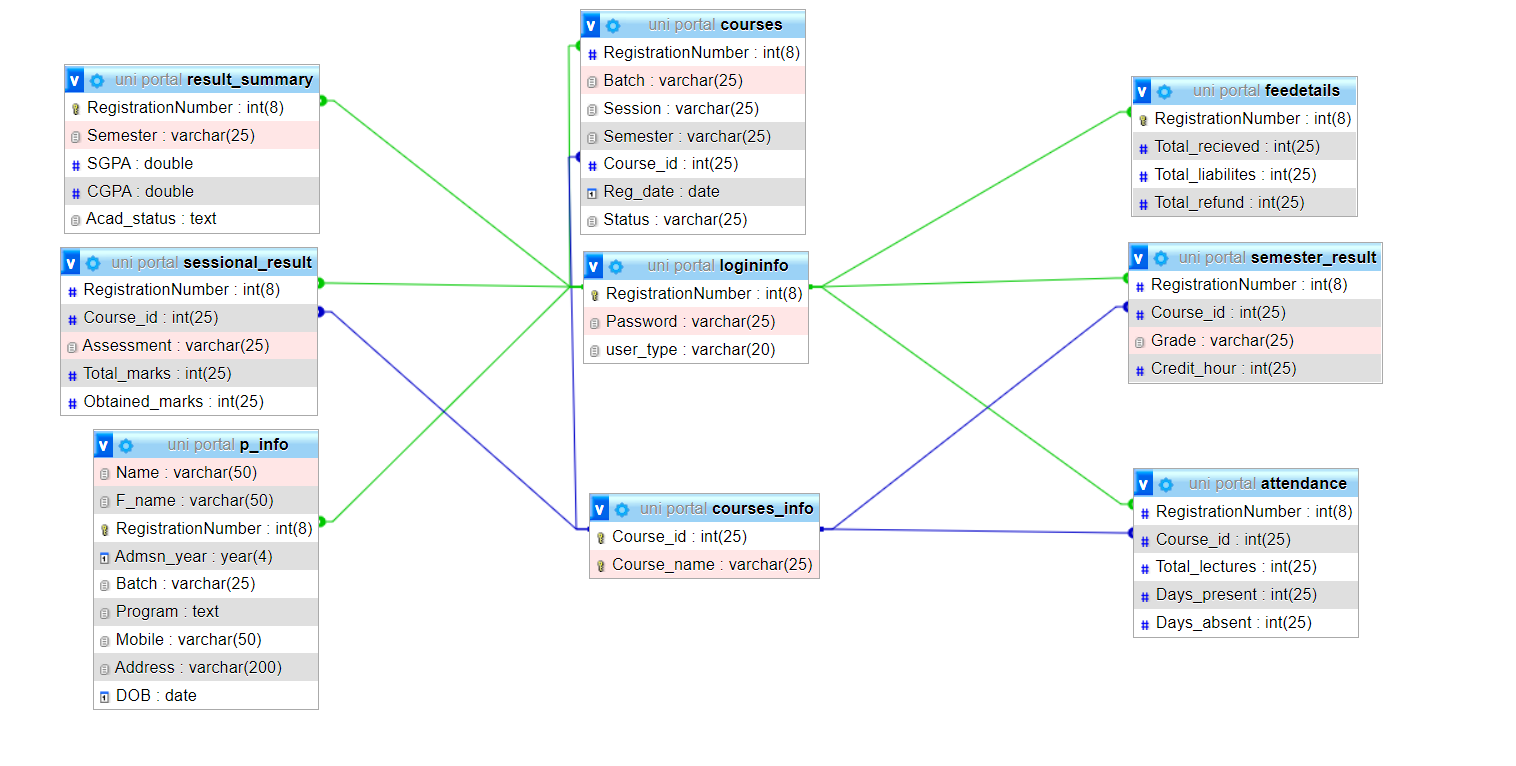 uni portal result_summary
RegistrationNumber : int(8)
Semester : varchar(25)
SGPA : double
CGPA : double
Acad_status : text
uni portal sessional_result
RegistrationNumber : int(8)
Course_id : int(25)
Assessment : varchar(25)
Total_marks : int(25)
Obtained_marks : int(25)
uni portal p_info
Name : varchar(50)
F_name : varchar(50)
RegistrationNumber : int(8)
Admsn_year : year(4)
Batch : varchar(25)
Program : text
Mobile : varchar(50)
Address : varchar(200)
DOB : date
uni portal courses
RegistrationNumber : int(8)
Batch : varchar(25)
Session : varchar(25)
Semester : varchar(25)
Course_id : int(25)
Reg_date : date
Status : varchar(25)
uni portal logininfo
RegistrationNumber : int(8)
Password : varchar(25)
user_type : varchar(20)
uni portal courses_info
Course_id : int(25)
Course_name : varchar(25)
uni portal feedetails
RegistrationNumber : int(8)
Total_recieved : int(25)
Total_liabilites : int(25)
Total_refund : int(25)
uni portal semester_result
RegistrationNumber : int(8)
Course_id : int(25)
Grade : varchar(25)
Credit_hour : int(25)
uni portal attendance
RegistrationNumber : int(8)
Course_id : int(25)
Total_lectures : int(25)
Days_present : int(25)
Days_absent : int(25)